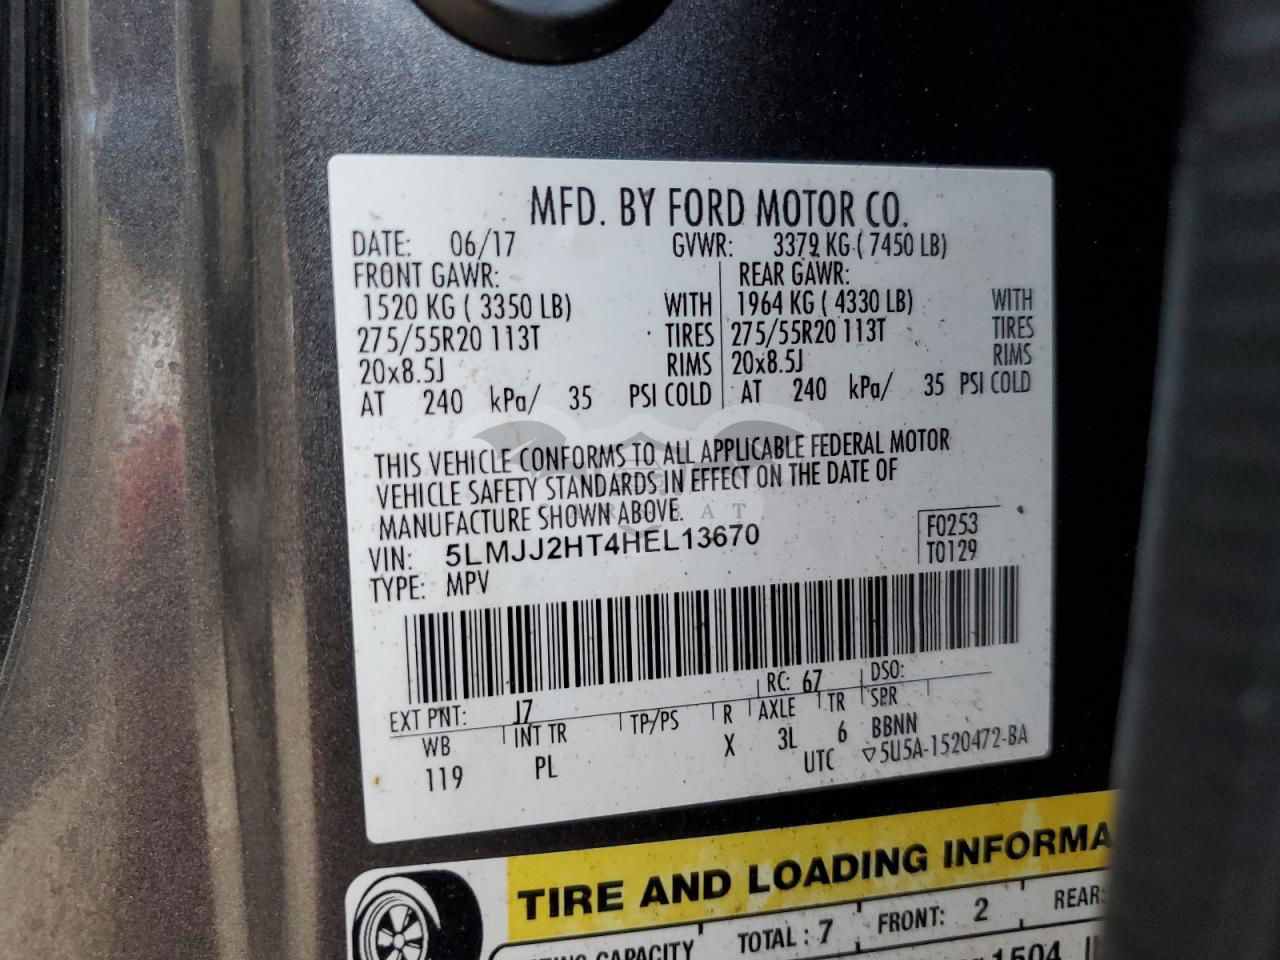 MFD. BY FORD MOTOR CO.
DATE: 06/17 GVWR: 3379 KG ( 7450 LB)
FRONT GAWR: REAR GAWR:
1520 KG ( 3350 LB) WITH 1964 KG ( 4330 LB) WITH
275/55R20 113T TIRES 275/55R20 113T TIRES
20x8.5J RIMS 20x8.5J RIMS
AT 240 kPa/ 35 PSI COLD AT 240 kPa/ 35 PSI COLD
THIS VEHICLE CONFORMS TO ALL APPLICABLE FEDERAL MOTOR
VEHICLE SAFETY STANDARDS IN EFFECT ON THE DATE OF
MANUFACTURE SHOWN ABOVE.
VIN: 5LMJJ2HT4HEL13670 F0253
TYPE: MPV T0129
EXT PNT: J7 RC: 67 DSO:
WB INT TR TP/PS R AXLE TR SPR
119 PL X 3L 6 BBNN
UTC ▽5U5A-1520472-BA
TIRE AND LOADING
TOTAL : 7 FRONT: 2 REAR:
CAPACITY 1504